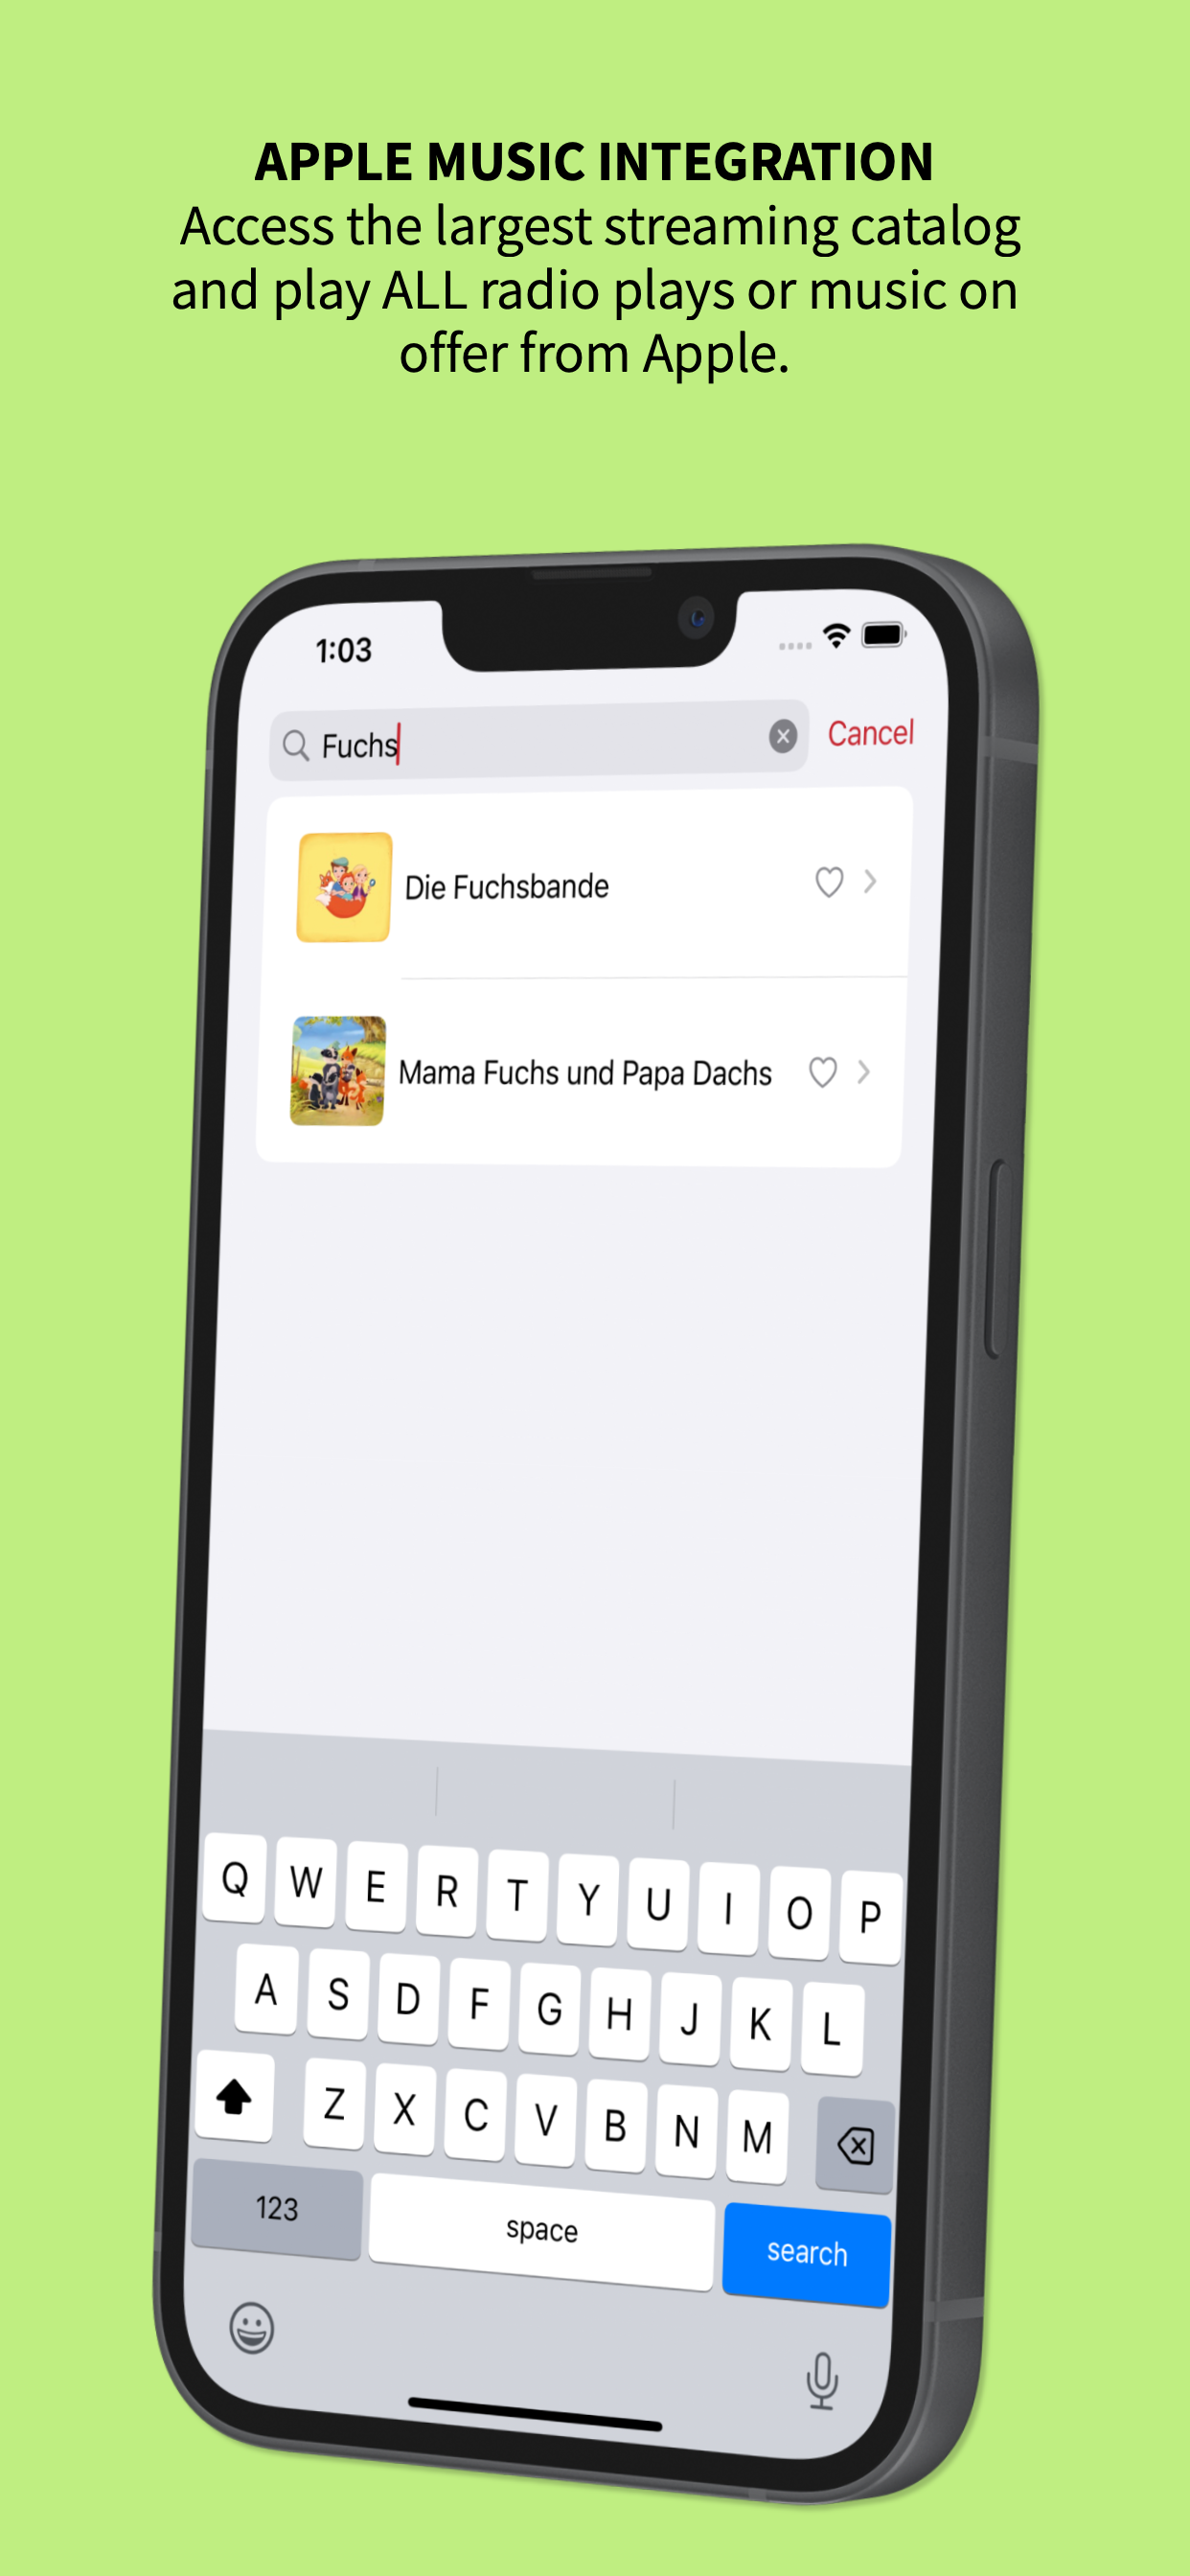 APPLE MUSIC INTEGRATION
Access the largest streaming catalog
and play ALL radio plays or music on
offer from Apple.
1:03
Fuchs
Cancel
Die Fuchsbande
Mama Fuchs und Papa Dachs
Q W E R T Y U I O P
A S D F G H J K L
Z X C V B N M
123 space search